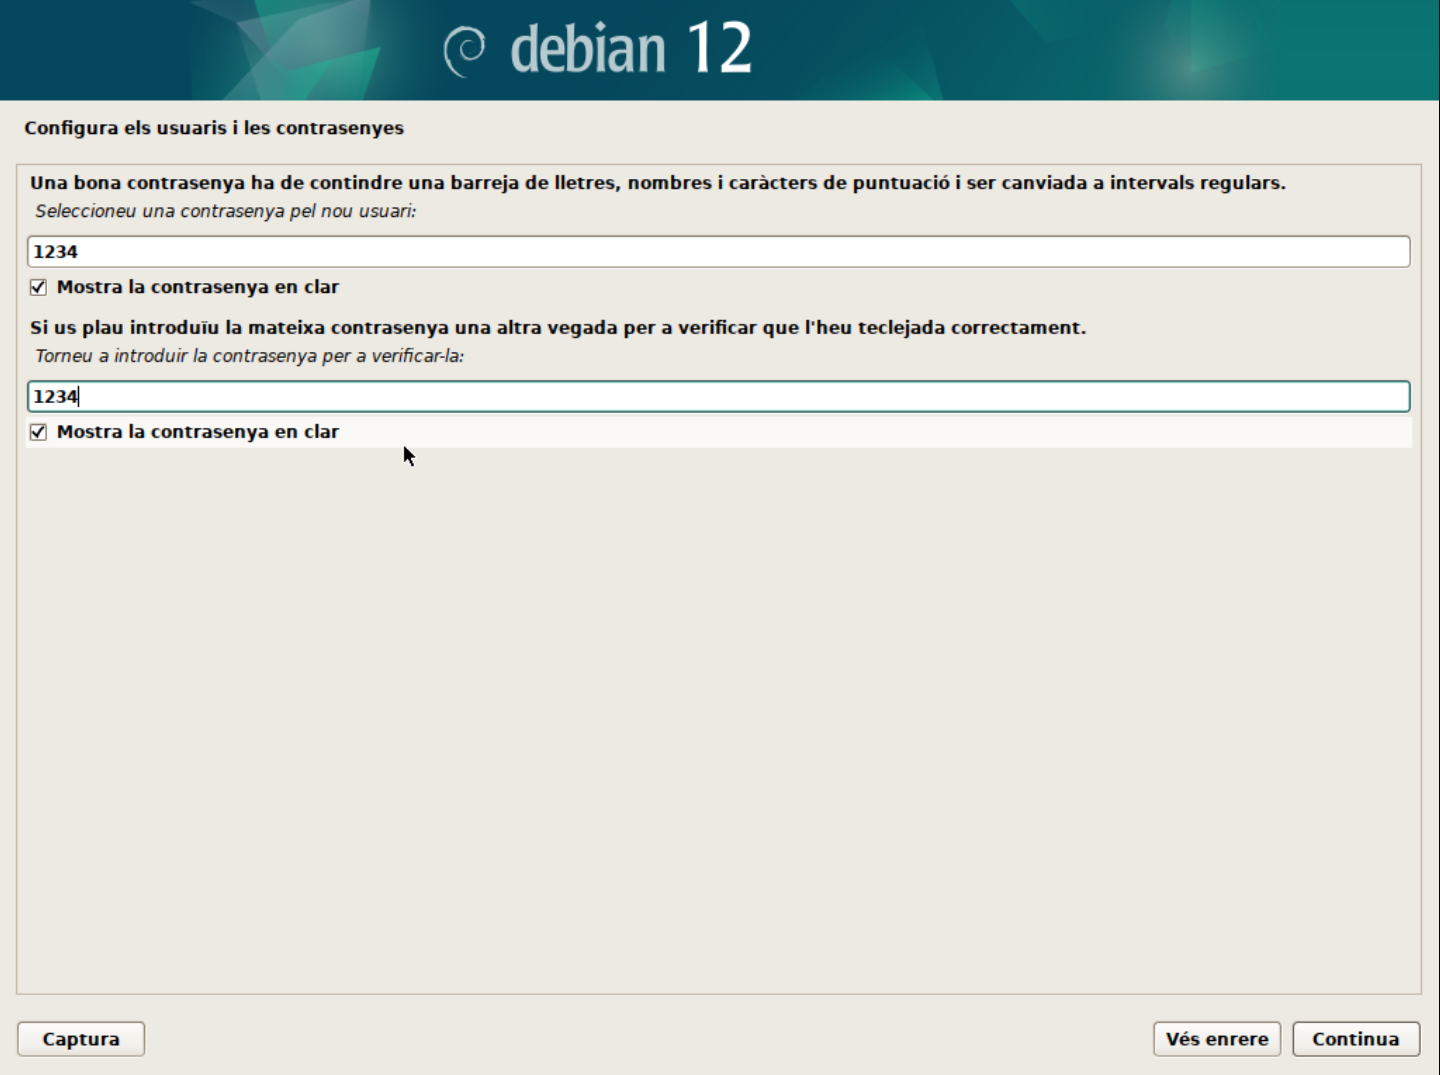 debian 12
Configura els usuaris i les contrasenyes
Una bona contrasenya ha de contindre una barreja de lletres, nombres i caràcters de puntuació i ser canviada a intervals regulars.
Seleccioneu una contrasenya pel nou usuari:
1234
Mostra la contrasenya en clar
Si us plau introduïu la mateixa contrasenya una altra vegada per a verificar que l'heu teclejada correctament.
Torneu a introduir la contrasenya per a verificar-la:
1234
Mostra la contrasenya en clar
Captura
Vés enrere
Continua